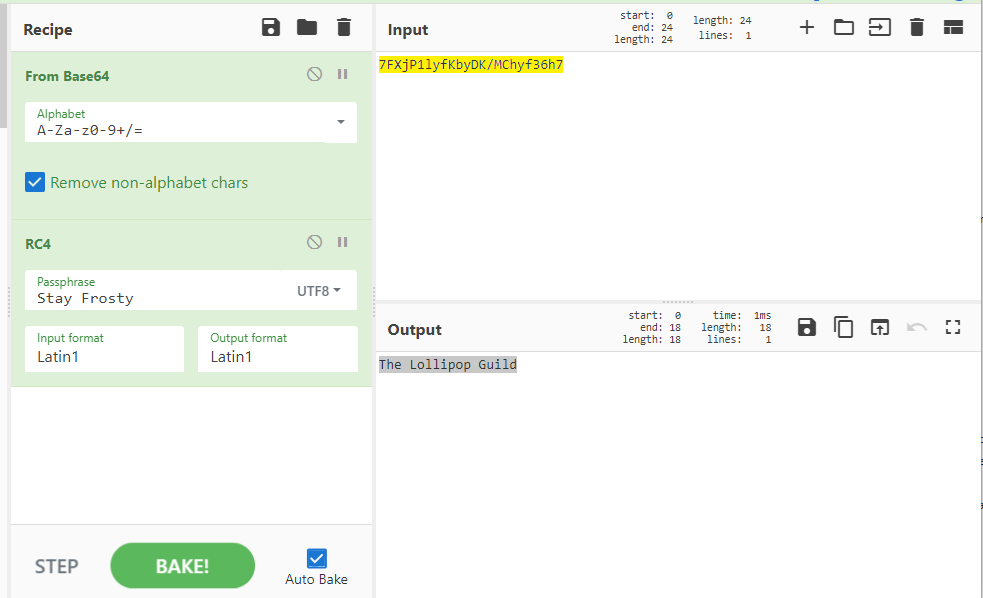 Recipe
From Base64
Alphabet
A-Za-z0-9+/=
Remove non-alphabet chars
RC4
Passphrase
Stay Frosty
UTF8
Input format
Latin1
Output format
Latin1
STEP
BAKE!
Auto Bake
Input
start: 0
end: 24
length: 24
length: 24
lines: 1
7FXjP1lyfKbyDK/MChyf36h7
Output
start: 0
end: 18
length: 18
time: 1ms
length: 18
lines: 1
The Lollipop Guild